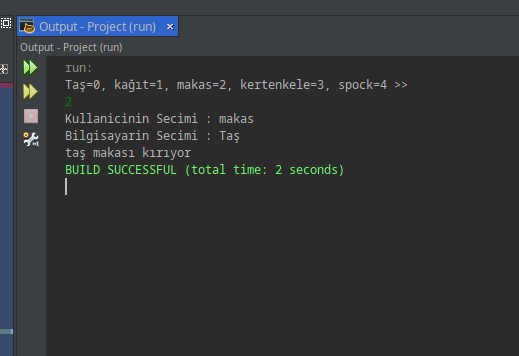 Output - Project (run)
Output - Project (run)
run:
Taş=0, kağıt=1, makas=2, kertenkele=3, spock=4 >>
2
Kullanicinin Secimi : makas
Bilgisayarin Secimi : Taş
taş makası kırıyor
BUILD SUCCESSFUL (total time: 2 seconds)